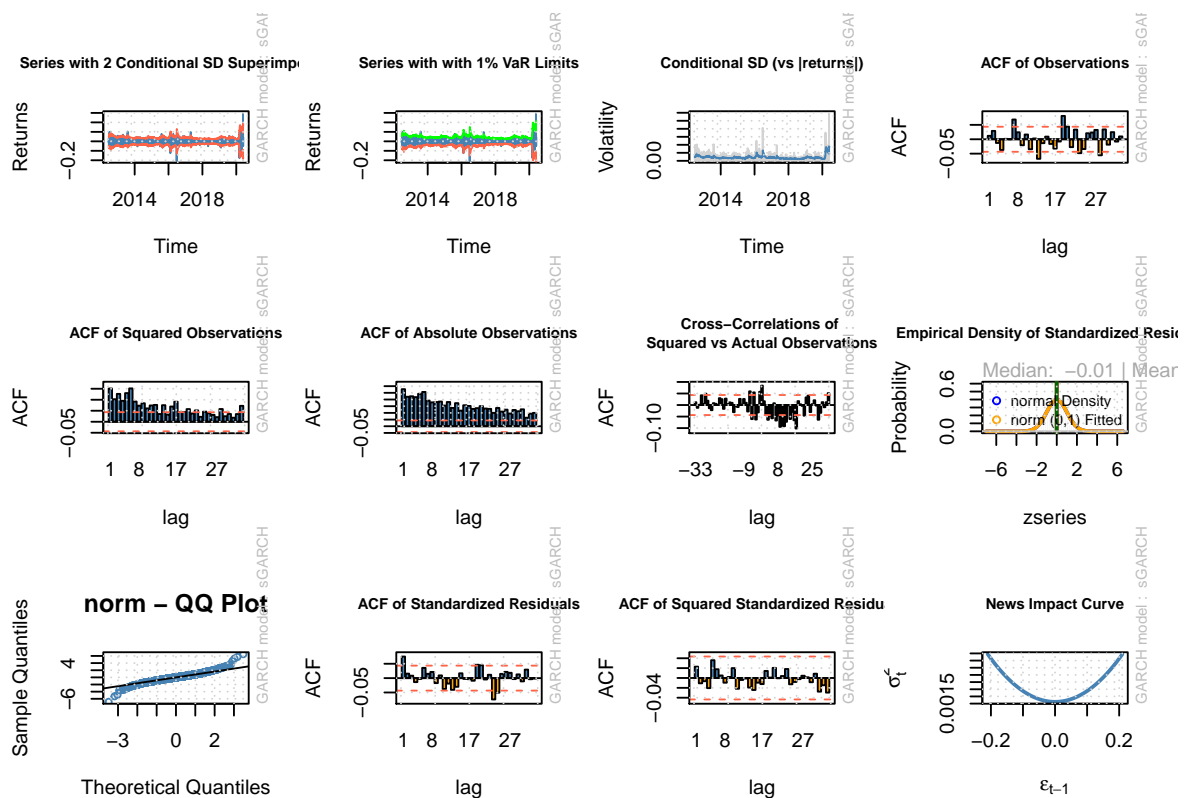 Series with 2 Conditional SD Superimpo
Returns
−0.2
2014 2018
Time
GARCH model : sGAR
Series with with 1% VaR Limits
Returns
−0.2
2014 2018
Time
GARCH model : sGAR
Conditional SD (vs |returns|)
Volatility
0.00
2014 2018
Time
GARCH model : sGAR
ACF of Observations
ACF
−0.05
1 8 17 27
lag
GARCH model : sGAR
ACF of Squared Observations
ACF
−0.05
1 8 17 27
lag
GARCH model : sGARCH
ACF of Absolute Observations
ACF
−0.05
1 8 17 27
lag
GARCH model : sGARCH
Cross−Correlations of
Squared vs Actual Observations
−0.10
−33 −9 8 25
lag
GARCH model : sGARCH
Empirical Density of Standardized Resid
Median: −0.01 | Mean
Probability
0.0 0.6
normal Density
norm (0,1) Fitted
−6 −2 2 6
zseries
GARCH model : sGARCH
norm − QQ Plot
Sample Quantiles
−6 4
−3 0 2
Theoretical Quantiles
GARCH model : sGARCH
ACF of Standardized Residuals
ACF
−0.05
1 8 17 27
lag
GARCH model : sGARCH
ACF of Squared Standardized Residu
ACF
−0.04
1 8 17 27
lag
GARCH model : sGARCH
News Impact Curve
0.0015
−0.2 0.0 0.2
εt−1
GARCH model : sGARCH